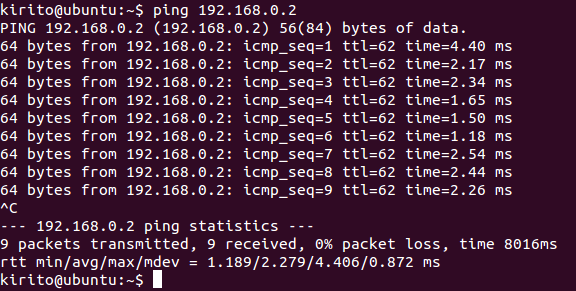 kirito@ubuntu:~$ ping 192.168.0.2
PING 192.168.0.2 (192.168.0.2) 56(84) bytes of data.
64 bytes from 192.168.0.2: icmp_seq=1 ttl=62 time=4.40 ms
64 bytes from 192.168.0.2: icmp_seq=2 ttl=62 time=2.17 ms
64 bytes from 192.168.0.2: icmp_seq=3 ttl=62 time=2.34 ms
64 bytes from 192.168.0.2: icmp_seq=4 ttl=62 time=1.65 ms
64 bytes from 192.168.0.2: icmp_seq=5 ttl=62 time=1.50 ms
64 bytes from 192.168.0.2: icmp_seq=6 ttl=62 time=1.18 ms
64 bytes from 192.168.0.2: icmp_seq=7 ttl=62 time=2.54 ms
64 bytes from 192.168.0.2: icmp_seq=8 ttl=62 time=2.44 ms
64 bytes from 192.168.0.2: icmp_seq=9 ttl=62 time=2.26 ms
^C
--- 192.168.0.2 ping statistics ---
9 packets transmitted, 9 received, 0% packet loss, time 8016ms
rtt min/avg/max/mdev = 1.189/2.279/4.406/0.872 ms
kirito@ubuntu:~$